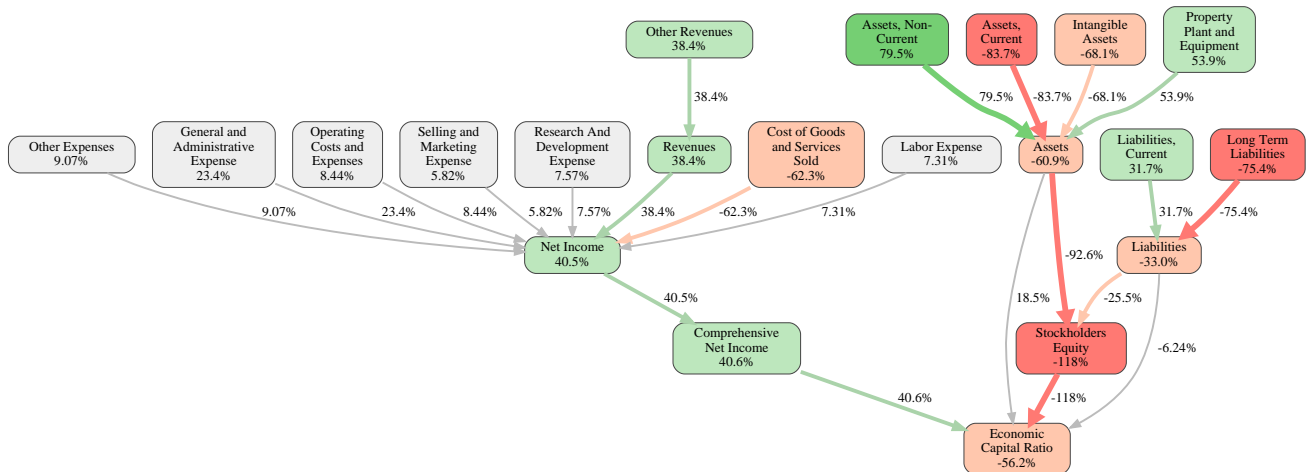 Other Revenues
38.4%
Assets, Non-
Current
79.5%
Assets,
Current
-83.7%
Intangible
Assets
-68.1%
Property
Plant and
Equipment
53.9%
38.4%
79.5%
-83.7%
-68.1%
53.9%
Other Expenses
9.07%
General and
Administrative
Expense
23.4%
Operating
Costs and
Expenses
8.44%
Selling and
Marketing
Expense
5.82%
Research And
Development
Expense
7.57%
Revenues
38.4%
Cost of Goods
and Services
Sold
-62.3%
Labor Expense
7.31%
Assets
-60.9%
Liabilities,
Current
31.7%
Long Term
Liabilities
-75.4%
9.07%
23.4%
8.44%
5.82%
7.57%
38.4%
-62.3%
7.31%
31.7%
-75.4%
Net Income
40.5%
Liabilities
-33.0%
-92.6%
40.5%
18.5%
-25.5%
-6.24%
Comprehensive
Net Income
40.6%
Stockholders
Equity
-118%
40.6%
-118%
Economic
Capital Ratio
-56.2%